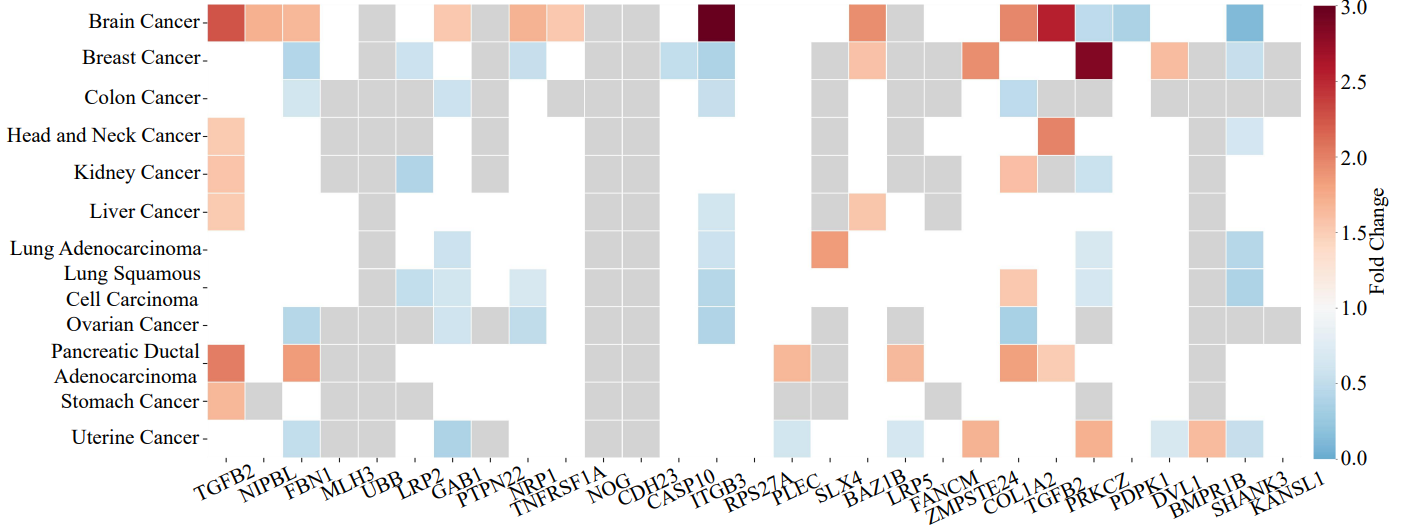 Brain Cancer
Breast Cancer
Colon Cancer
Head and Neck Cancer
Kidney Cancer
Liver Cancer
Lung Adenocarcinoma
Lung Squamous
Cell Carcinoma
Ovarian Cancer
Pancreatic Ductal
Adenocarcinoma
Stomach Cancer
Uterine Cancer
TGFB2
NIPBL
FBN1
MLH3
UBB
LRP2
GAB1
PTPN22
NRP1
TNFRSF1A
NOG
CDH23
CASP10
ITGB3
RPS27A
PLEC
SLX4
BAZ1B
LRP5
FANCM
ZMPSTE24
COL1A2
TGFB2
PRKCZ
PDPK1
DVL1
BMPR1B
SHANK3
KANSL1
3.0
2.5
2.0
1.5
1.0
0.5
0.0
Fold Change